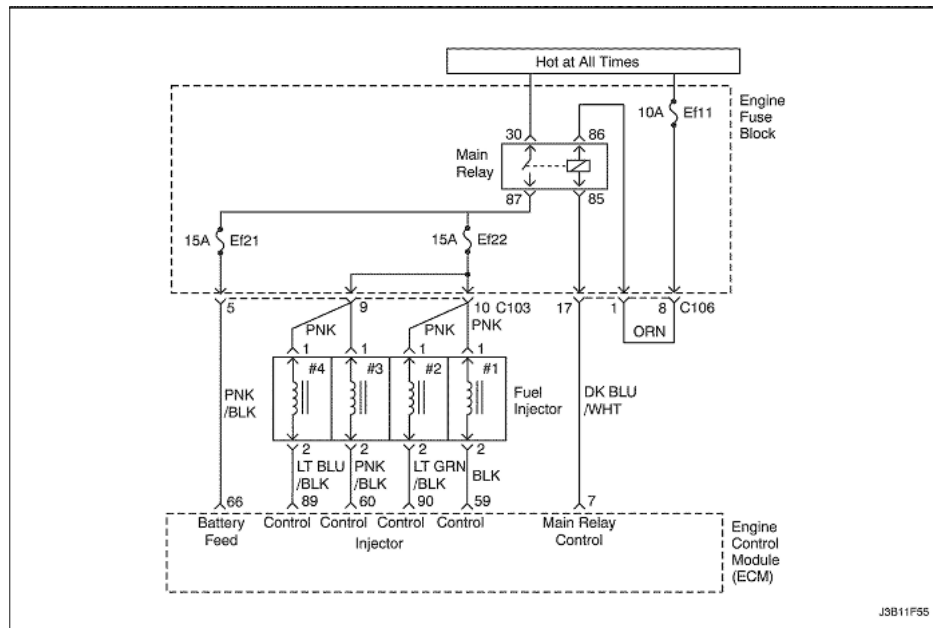 Hot at All Times
Engine
Fuse
Block
10A Ef11
30 86
Main
Relay
87 85
15A Ef21
15A Ef22
5 9 10 C103 17 1 8 C106
PNK PNK PNK
ORN
1 1 1 1
#4 #3 #2 #1
Fuel
Injector
PNK
/BLK
DK BLU
/WHT
2 2 2 2
LT BLU
/BLK
PNK
/BLK
LT GRN
/BLK
BLK
66 89 60 90 59 7
Battery
Feed
Control Control Control Control
Injector
Main Relay
Control
Engine
Control
Module
(ECM)
J3B11F55